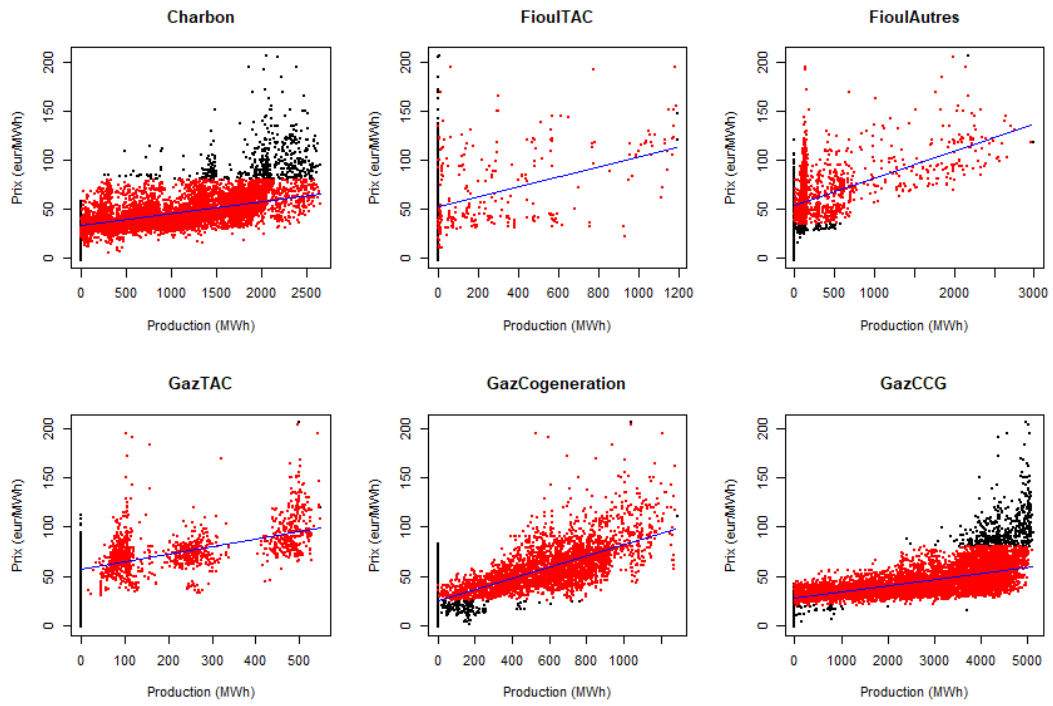 Charbon
FioulTAC
FioulAutres
Prix (eur/MWh)
0 50 100 150 200
0 500 1000 1500 2000 2500
Production (MWh)
Prix (eur/MWh)
0 50 100 150 200
0 200 400 600 800 1000 1200
Production (MWh)
Prix (eur/MWh)
0 50 100 150 200
0 500 1000 2000 3000
Production (MWh)
GazTAC
GazCogeneration
GazCCG
Prix (eur/MWh)
0 50 100 150 200
0 100 200 300 400 500
Production (MWh)
Prix (eur/MWh)
0 50 100 150 200
0 200 400 600 800 1000
Production (MWh)
Prix (eur/MWh)
0 50 100 150 200
0 1000 2000 3000 4000 5000
Production (MWh)